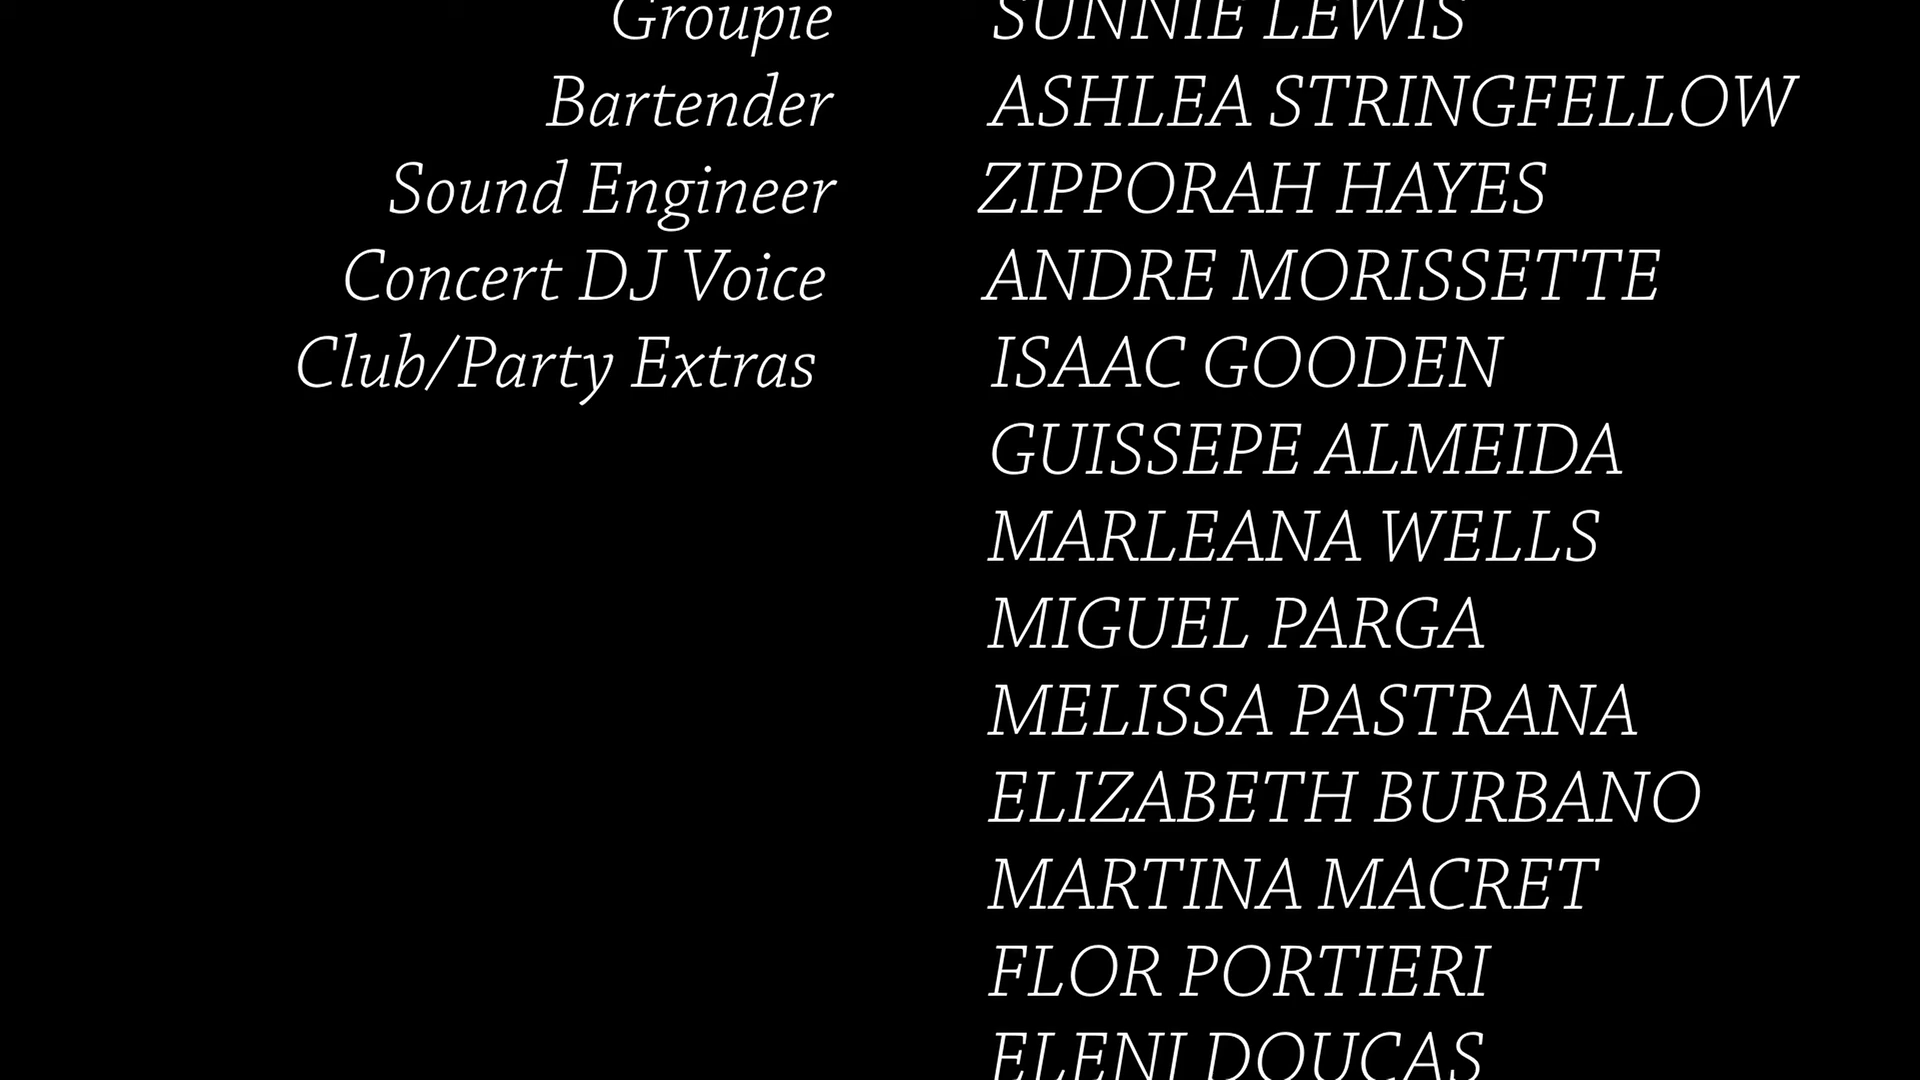 Groupie SUNNIE LEWIS
Bartender ASHLEA STRINGFELLOW
Sound Engineer ZIPPORAH HAYES
Concert DJ Voice ANDRE MORISSETTE
Club/Party Extras ISAAC GOODEN
GUISSEPE ALMEIDA
MARLEANA WELLS
MIGUEL PARGA
MELISSA PASTRANA
ELIZABETH BURBANO
MARTINA MACRET
FLOR PORTIERI
ELENI DOUCAS